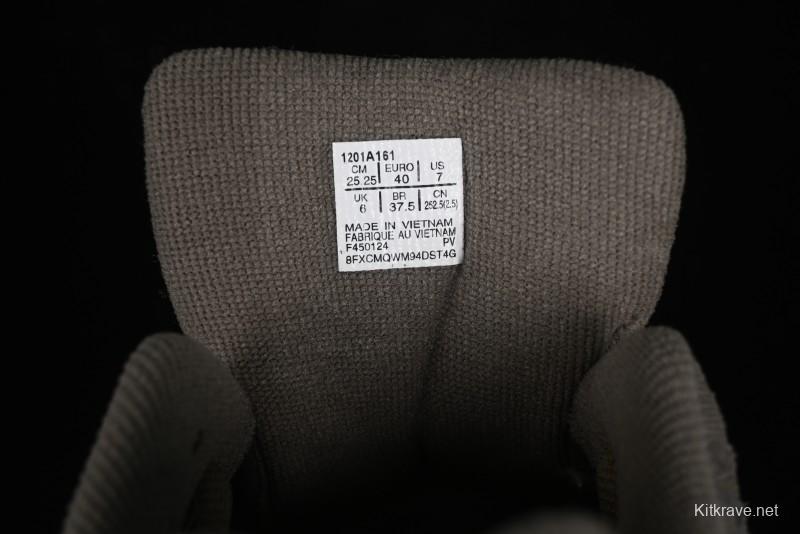 1201A161
CM | EURO | US
25.25 | 40 | 7
UK | BR | CN
6 | 37.5 | 252.5(2.5)
MADE IN VIETNAM
FABRIQUE AU VIETNAM
F450124 PV
8FXCMQWM94DST4G
Kitkrave.net